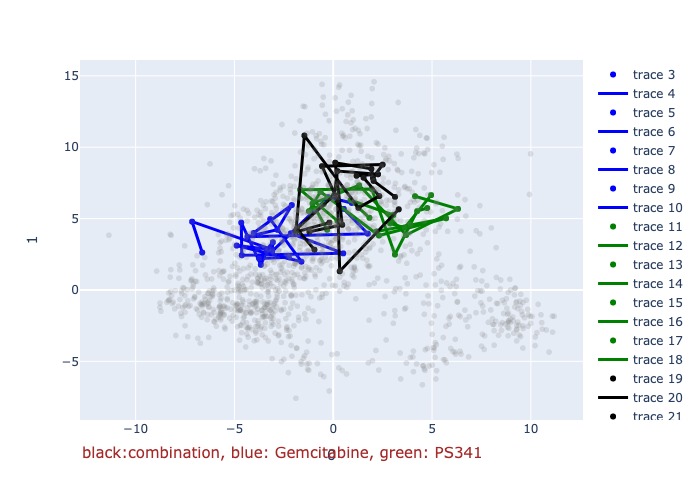 15
10
5
0
−5
−10
−5
0
5
10
1
0
black:combination, blue: Gemcitabine, green: PS341
trace 3
trace 4
trace 5
trace 6
trace 7
trace 8
trace 9
trace 10
trace 11
trace 12
trace 13
trace 14
trace 15
trace 16
trace 17
trace 18
trace 19
trace 20
trace 21